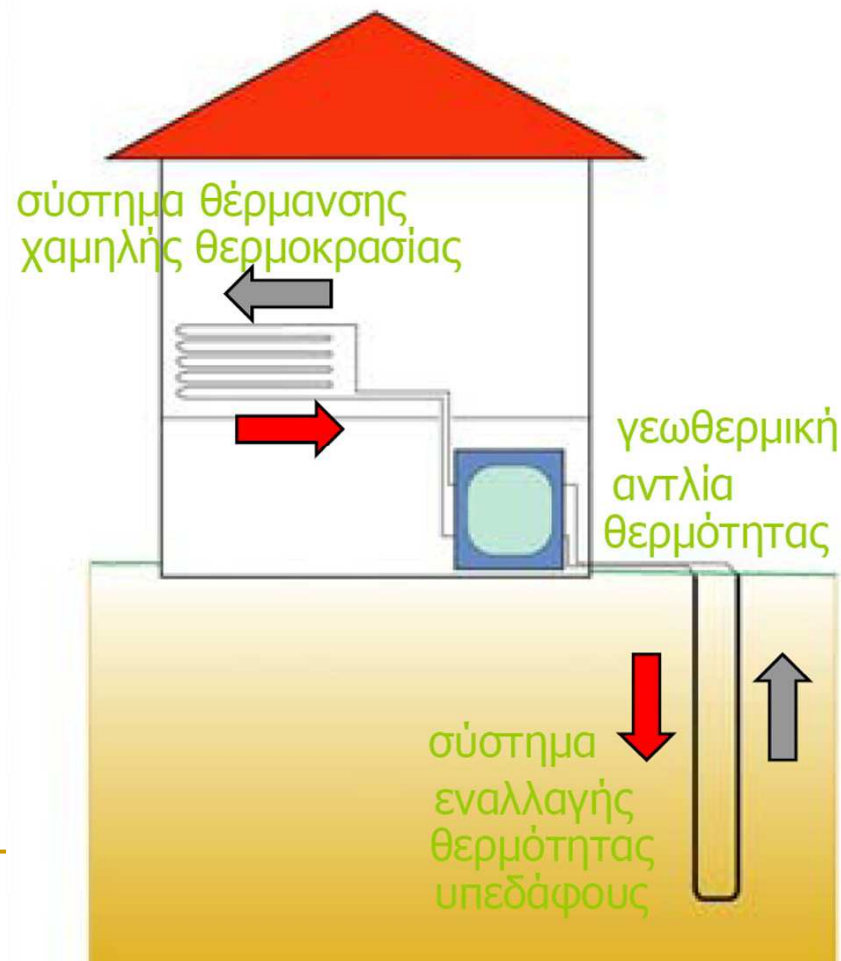 σύστημα θέρμανσης
χαμηλής θερμοκρασίας
γεωθερμική
αντλία
θερμότητας
σύστημα
εναλλαγής
θερμότητας
υπεδάφους